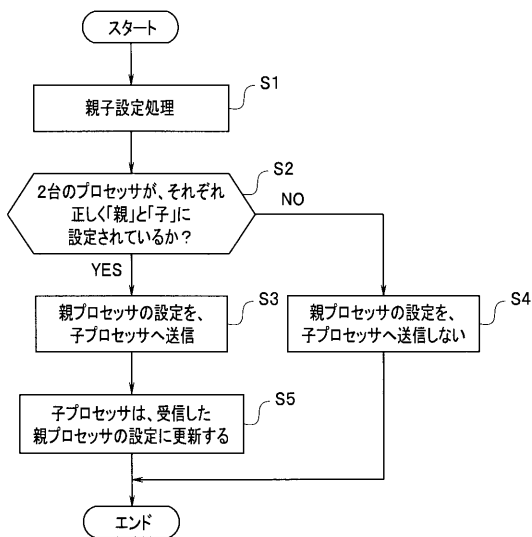 スタート
S1
親子設定処理
S2
2台のプロセッサが、それぞれ
正しく「親」と「子」に
設定されているか？
NO
YES
S3
親プロセッサの設定を、
子プロセッサへ送信
S4
親プロセッサの設定を、
子プロセッサへ送信しない
S5
子プロセッサは、受信した
親プロセッサの設定に更新する
エンド